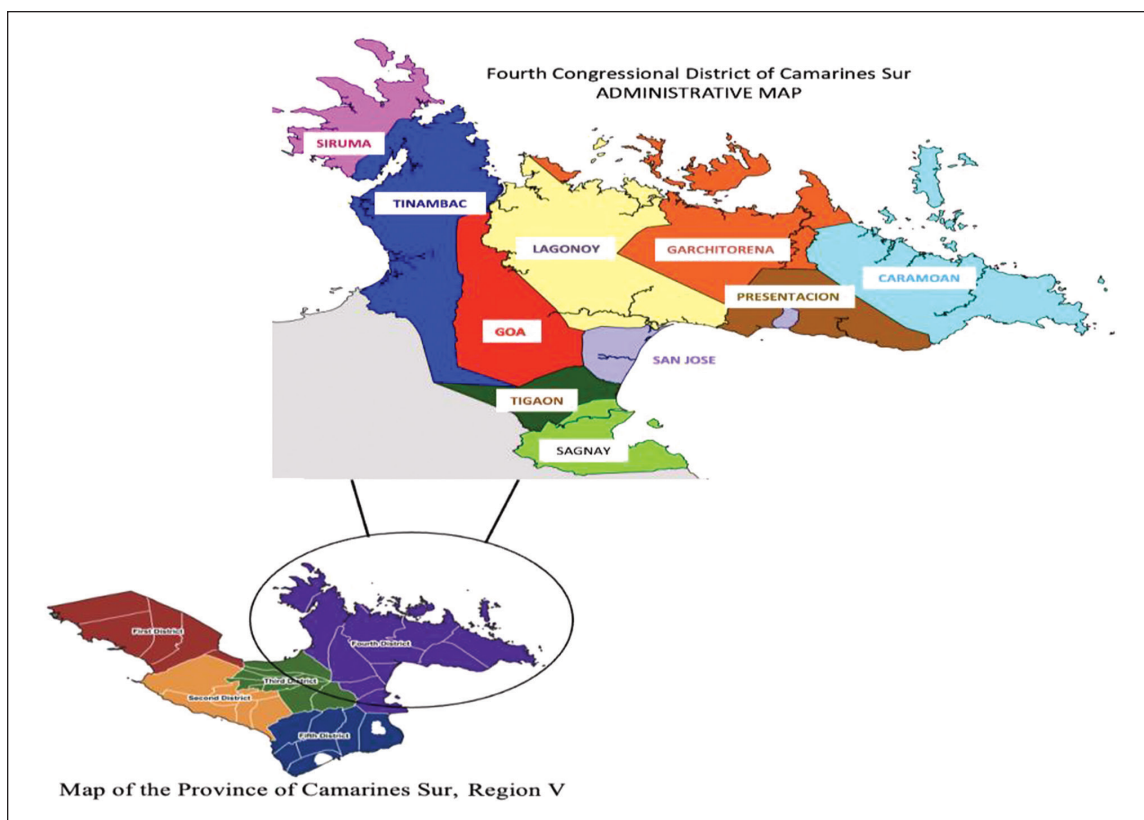 Fourth Congressional District of Camarines Sur
ADMINISTRATIVE MAP
SIRUMA
TINAMBAC
LAGONOY
GARCHITORENA
CARAMOAN
PRESENTACION
GOA
SAN JOSE
TIGAON
SAGNAY
First District
Fourth District
Third District
Second District
Fifth District
Map of the Province of Camarines Sur, Region V